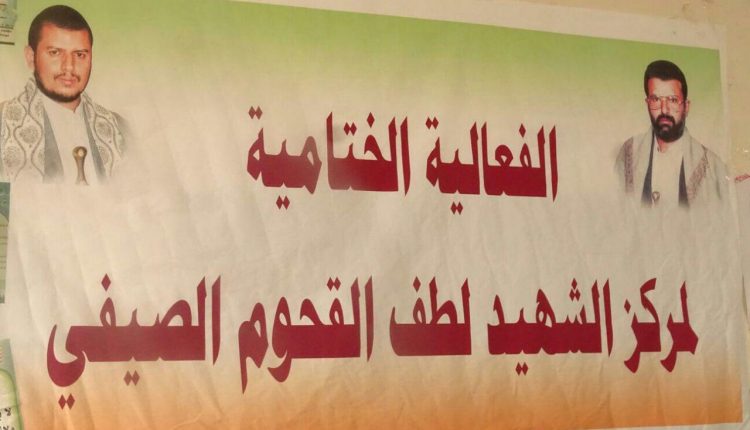 الفعالية الختامية
لمركز الشهيد لطف القحوم الصيفي